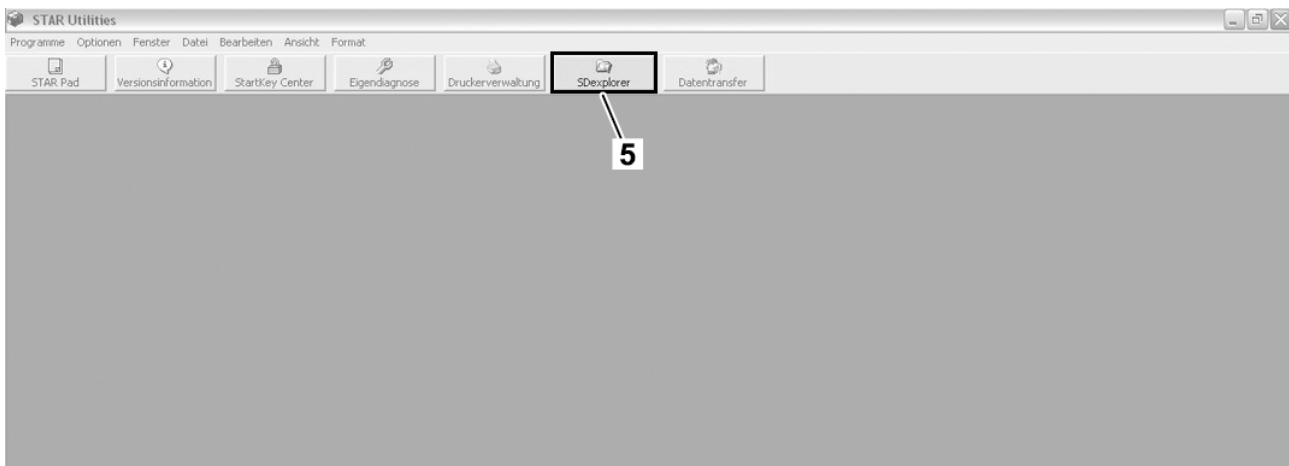 STAR Utilities
Programme Optionen Fenster Datei Bearbeiten Ansicht Format
STAR Pad Versionsinformation StartKey Center Eigendiagnose Druckerverwaltung SDexplorer Datentransfer
5